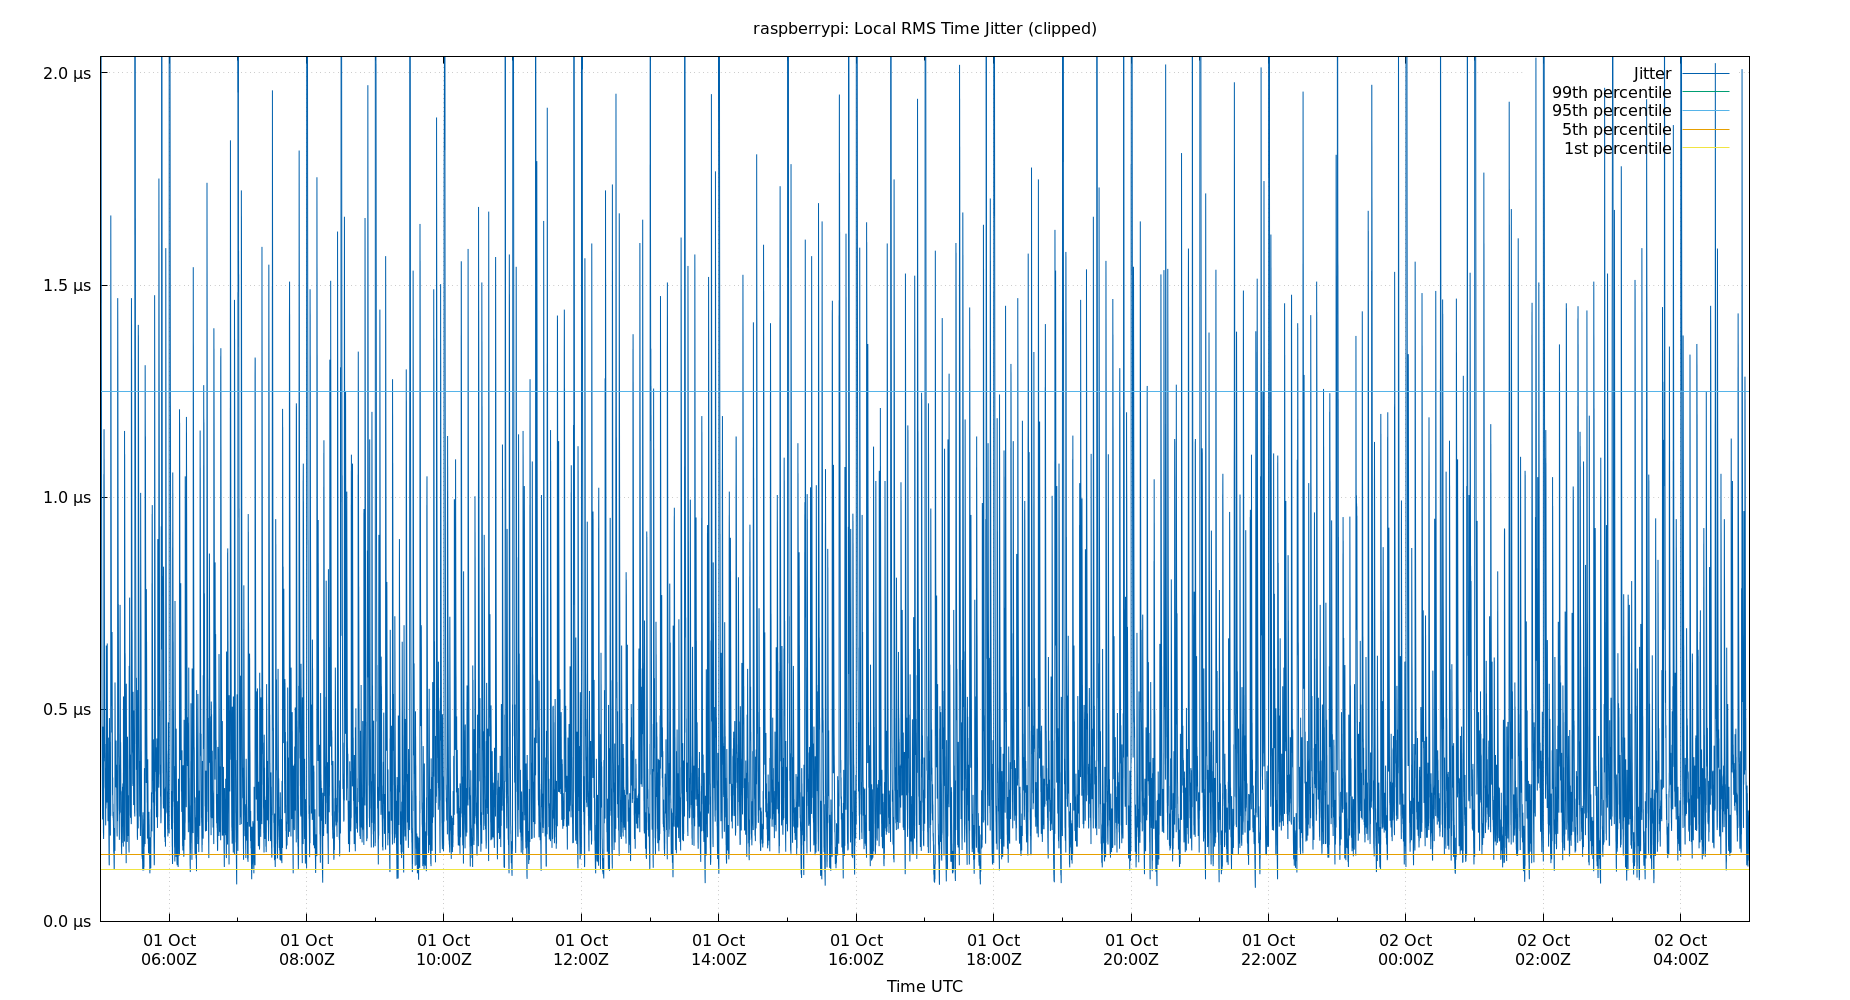 raspberrypi: Local RMS Time Jitter (clipped)
2.0 µs
1.5 µs
1.0 µs
0.5 µs
0.0 µs
Jitter
99th percentile
95th percentile
5th percentile
1st percentile
01 Oct 01 Oct 01 Oct 01 Oct 01 Oct 01 Oct 01 Oct 01 Oct 01 Oct 02 Oct 02 Oct 02 Oct
06:00Z 08:00Z 10:00Z 12:00Z 14:00Z 16:00Z 18:00Z 20:00Z 22:00Z 00:00Z 02:00Z 04:00Z
Time UTC